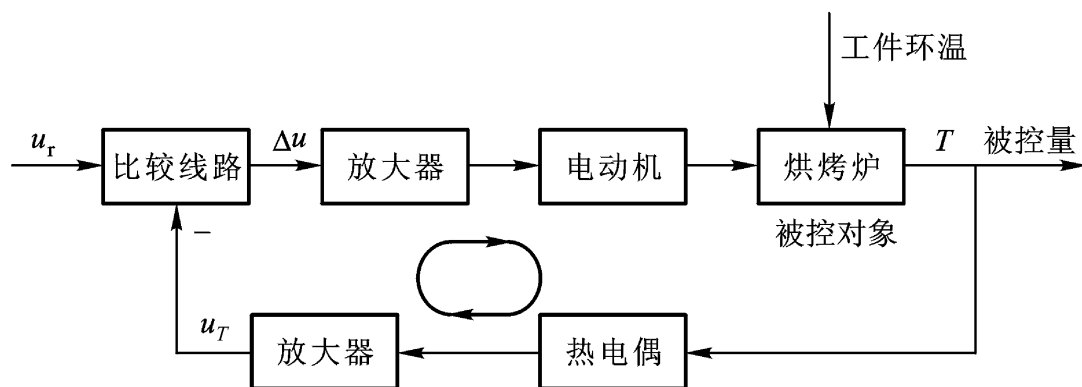 工件环温
u_r
比较线路
Δu
放大器
电动机
烘烤炉
T
被控量
被控对象
−
u_T
放大器
热电偶